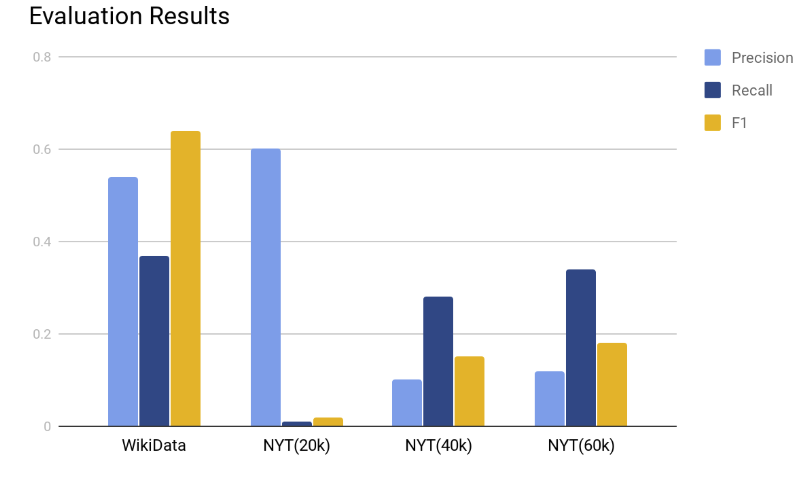 Evaluation Results
0.8
0.6
0.4
0.2
0
WikiData
NYT(20k)
NYT(40k)
NYT(60k)
Precision
Recall
F1